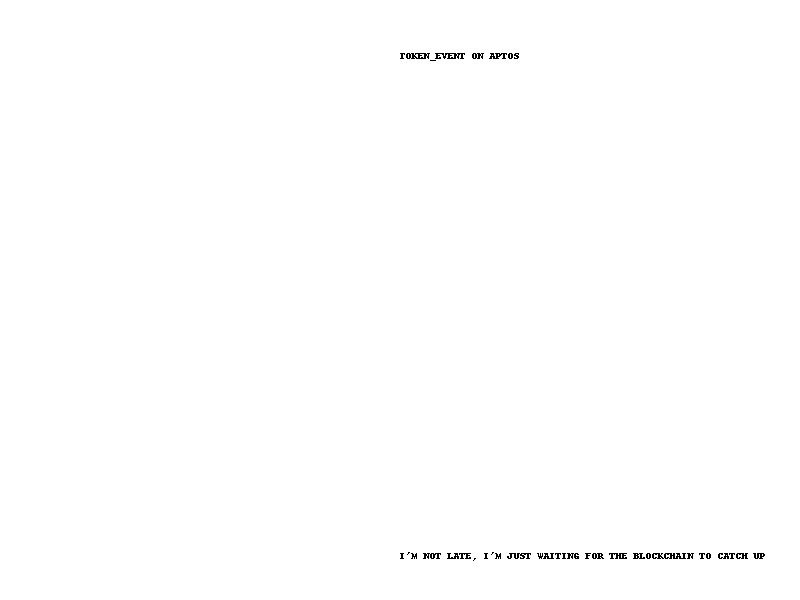 TOKEN_EVENT ON APTOS
I'M NOT LATE, I'M JUST WAITING FOR THE BLOCKCHAIN TO CATCH UP